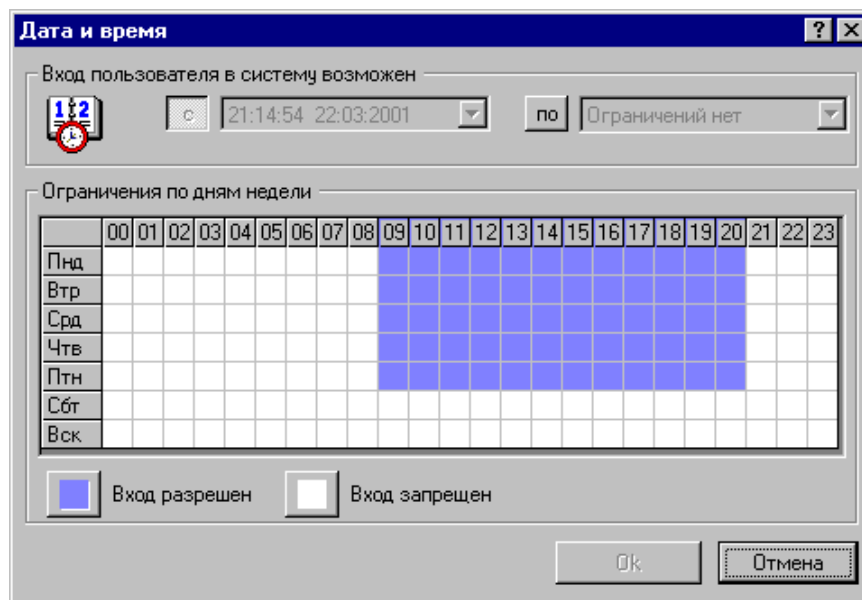 Дата и время
Вход пользователя в систему возможен
с 21:14:54 22:03:2001 по Ограничений нет
Ограничения по дням недели
00 01 02 03 04 05 06 07 08 09 10 11 12 13 14 15 16 17 18 19 20 21 22 23
Пнд
Втр
Срд
Чтв
Птн
Сбт
Вск
Вход разрешен Вход запрещен
Ok Отмена